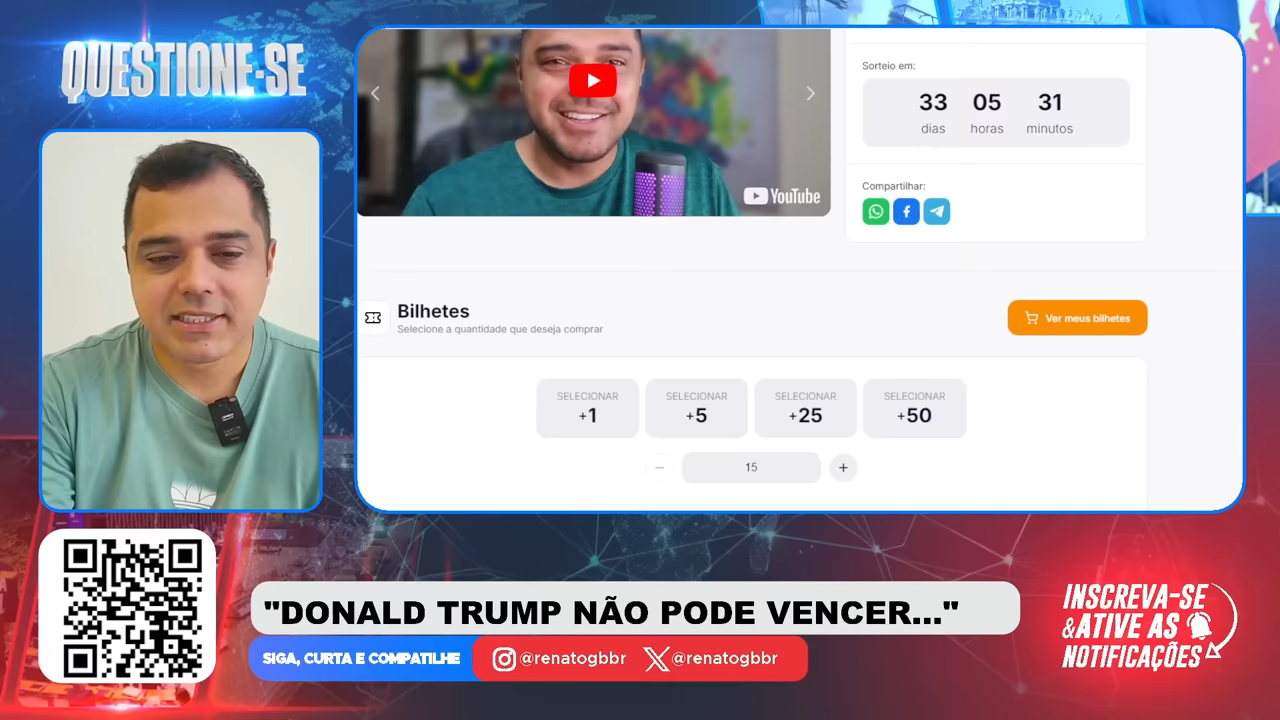 QUESTIONE-SE
YouTube
Sorteio em:
33 05 31
dias horas minutos
Compartilhar:
Bilhetes
Selecione a quantidade que deseja comprar
Ver meus bilhetes
SELECIONAR SELECIONAR SELECIONAR SELECIONAR
+1 +5 +25 +50
− 15 +
"DONALD TRUMP NÃO PODE VENCER..."
SIGA, CURTA E COMPATILHE @renatogbbr @renatogbbr
INSCREVA-SE
&ATIVE AS
NOTIFICAÇÕES